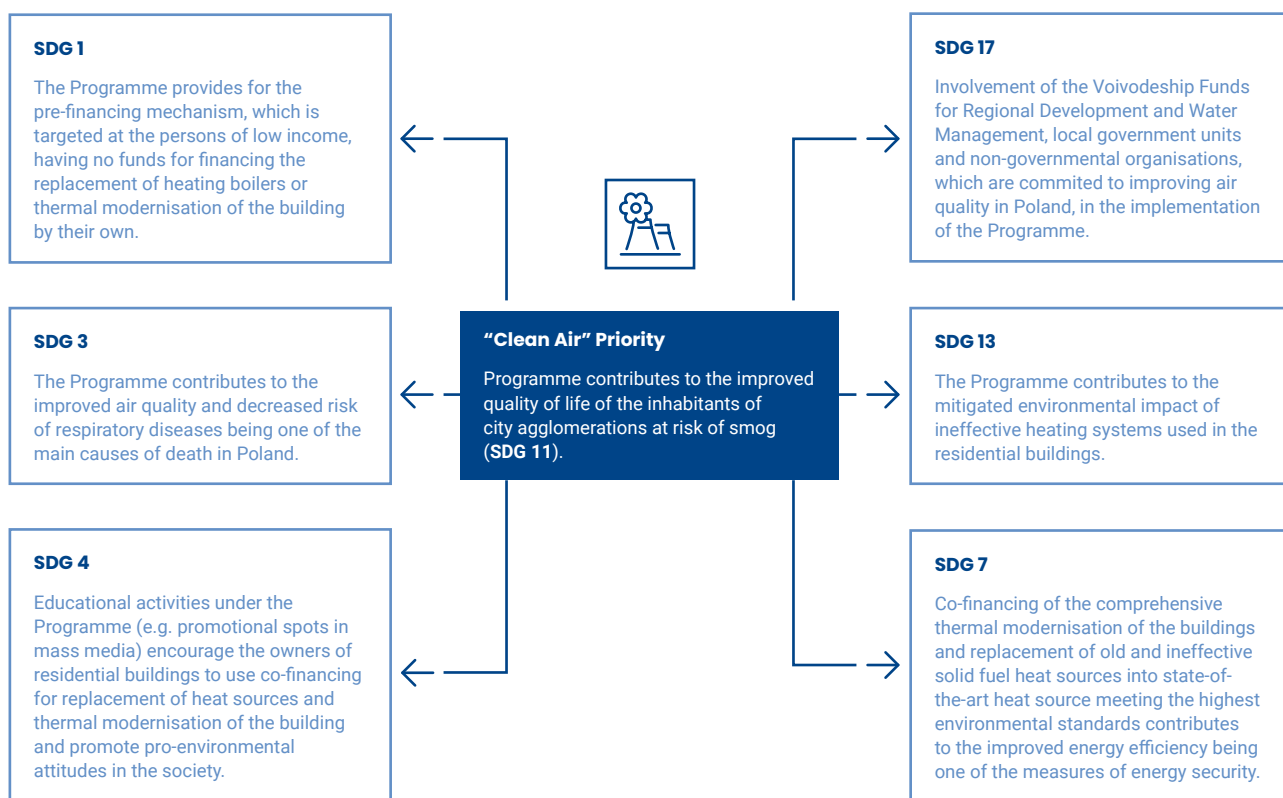 SDG 1
The Programme provides for the
pre-financing mechanism, which is
targeted at the persons of low income,
having no funds for financing the
replacement of heating boilers or
thermal modernisation of the building
by their own.
SDG 3
The Programme contributes to the
improved air quality and decreased risk
of respiratory diseases being one of the
main causes of death in Poland.
SDG 4
Educational activities under the
Programme (e.g. promotional spots in
mass media) encourage the owners of
residential buildings to use co-financing
for replacement of heat sources and
thermal modernisation of the building
and promote pro-environmental
attitudes in the society.
“Clean Air” Priority
Programme contributes to the improved
quality of life of the inhabitants of
city agglomerations at risk of smog
(SDG 11).
SDG 17
Involvement of the Voivodeship Funds
for Regional Development and Water
Management, local government units
and non-governmental organisations,
which are commited to improving air
quality in Poland, in the implementation
of the Programme.
SDG 13
The Programme contributes to the
mitigated environmental impact of
ineffective heating systems used in the
residential buildings.
SDG 7
Co-financing of the comprehensive
thermal modernisation of the buildings
and replacement of old and ineffective
solid fuel heat sources into state-of-
the-art heat source meeting the highest
environmental standards contributes
to the improved energy efficiency being
one of the measures of energy security.